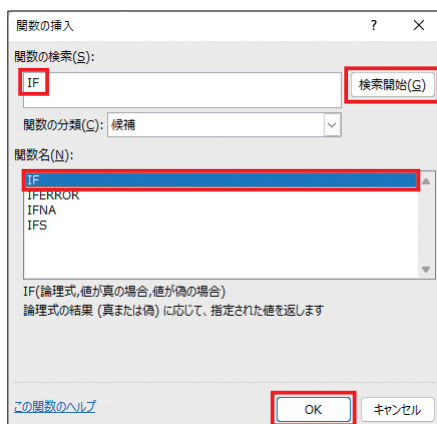 関数の挿入 ? ×
関数の検索(S):
IF
検索開始(G)
関数の分類(C): 候補
関数名(N):
IF
IFERROR
IFNA
IFS
IF(論理式,値が真の場合,値が偽の場合)
論理式の結果 (真または偽) に応じて、指定された値を返します
この関数のヘルプ
OK
キャンセル